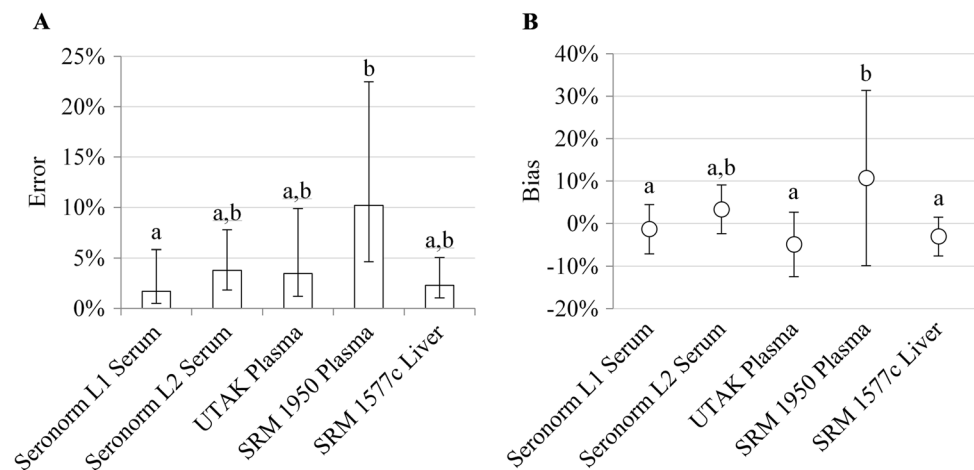 A
25%
20%
15%
10%
5%
0%
Error
a
a,b
a,b
b
a,b
Seronorm L1 Serum
Seronorm L2 Serum
UTAK Plasma
SRM 1950 Plasma
SRM 1577c Liver
B
40%
30%
20%
10%
0%
-10%
-20%
Bias
a
a,b
a
b
a
Seronorm L1 Serum
Seronorm L2 Serum
UTAK Plasma
SRM 1950 Plasma
SRM 1577c Liver